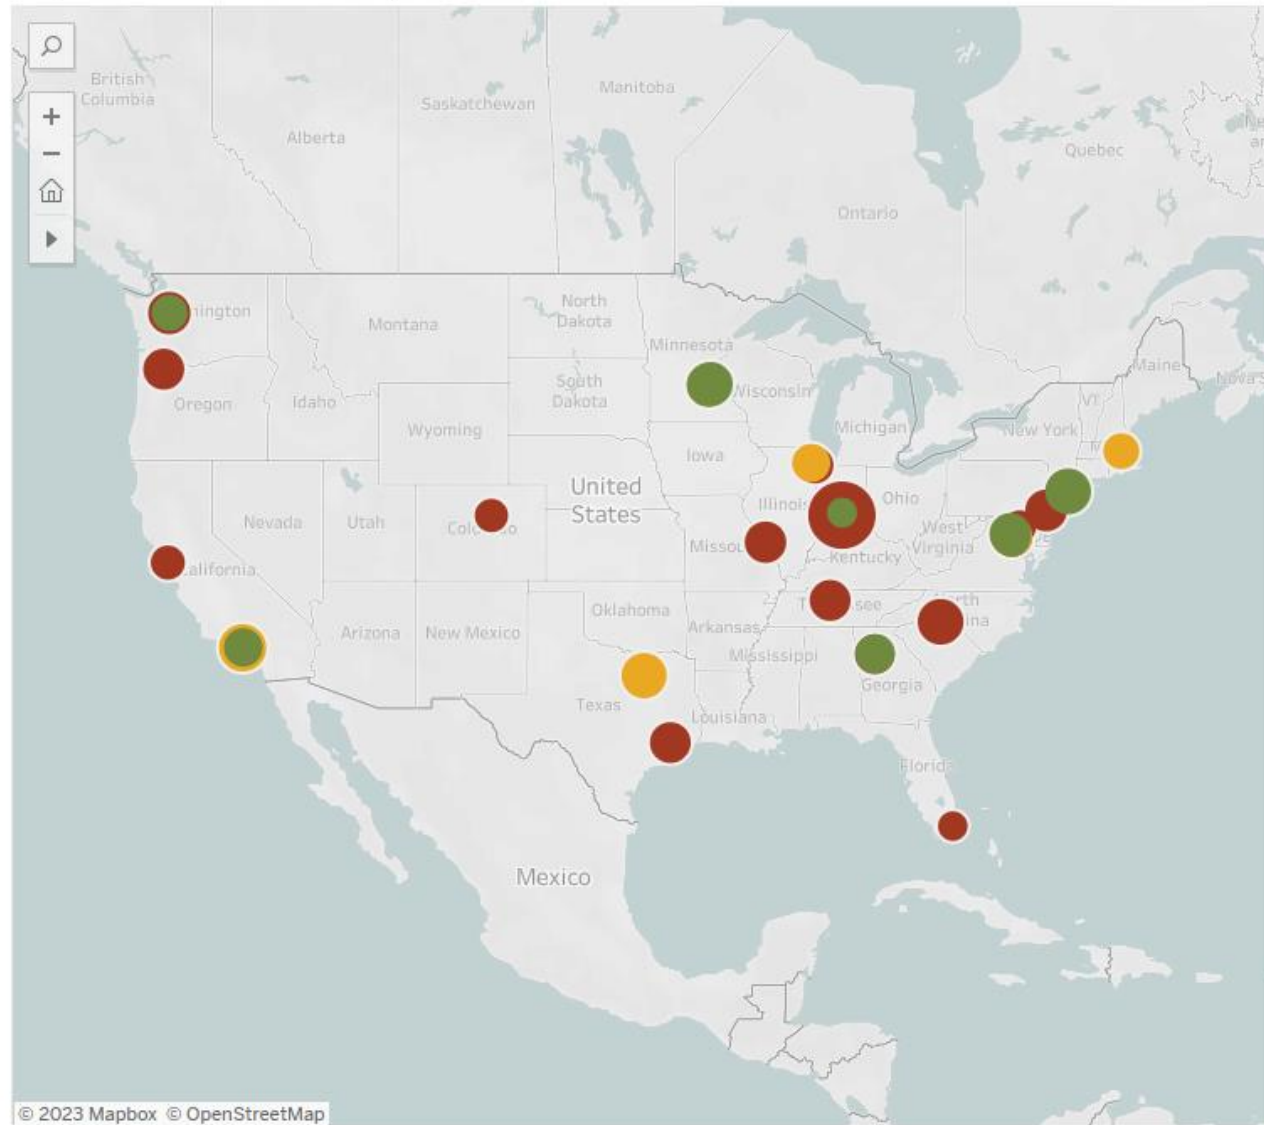 British
Columbia
Alberta
Saskatchewan
Manitoba
Ontario
Quebec
nington
Oregon
Idaho
Montana
North
Dakota
South
Dakota
Minnesota
Wisconsin
Michigan
Wyoming
Iowa
New York
VT
Maine
Nova S
United
States
Nevada
Utah
Colo
Illinois
Ohio
West
Virginia
Missou
Kentucky
California
Arizona
New Mexico
Oklahoma
Arkansas
Mississippi
Georgia
Texas
Louisiana
Florida
Mexico
© 2023 Mapbox © OpenStreetMap